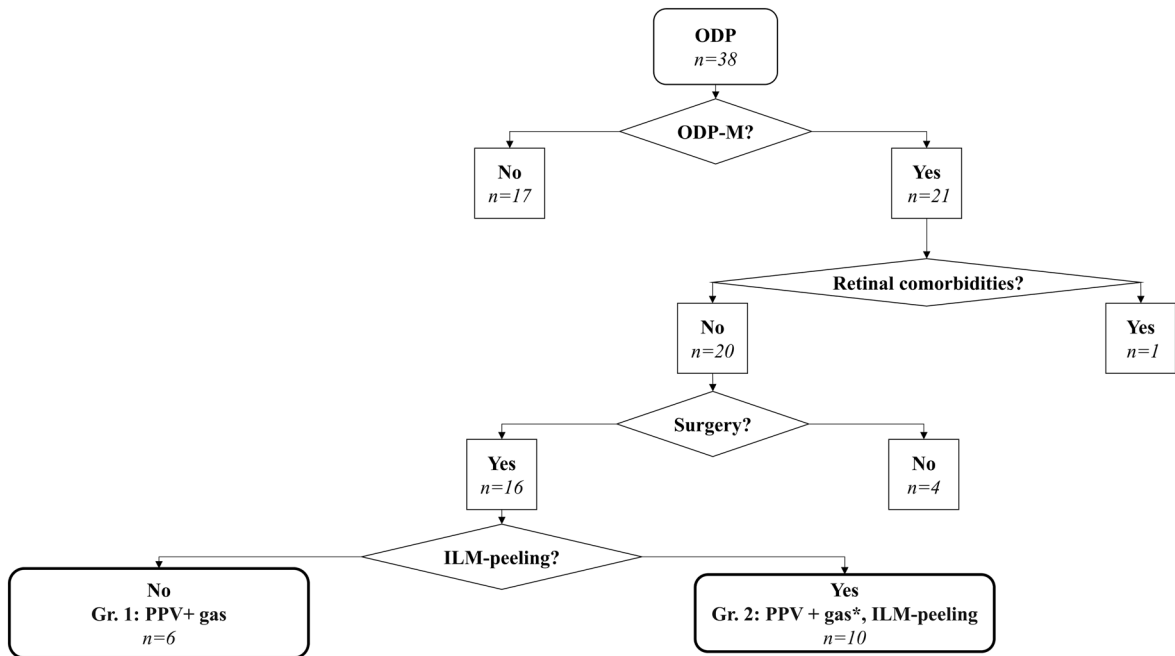 ODP
n=38
ODP-M?
No
n=17
Yes
n=21
Retinal comorbidities?
No
n=20
Yes
n=1
Surgery?
Yes
n=16
No
n=4
ILM-peeling?
No
Gr. 1: PPV+ gas
n=6
Yes
Gr. 2: PPV + gas*, ILM-peeling
n=10